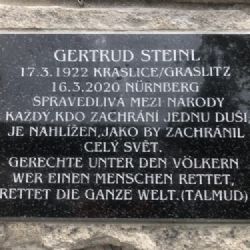 GERTRUD STEINL
17.3.1922 KRASLICE/GRASLITZ
16.3.2020 NÜRNBERG
SPRAVEDLIVÁ MEZI NÁRODY
KAŽDÝ,KDO ZACHRÁNÍ JEDNU DUŠI,
JE NAHLÍŽEN,JAKO BY ZACHRÁNIL
CELÝ SVĚT.
GERECHTE UNTER DEN VÖLKERN
WER EINEN MENSCHEN RETTET,
RETTET DIE GANZE WELT.(TALMUD)